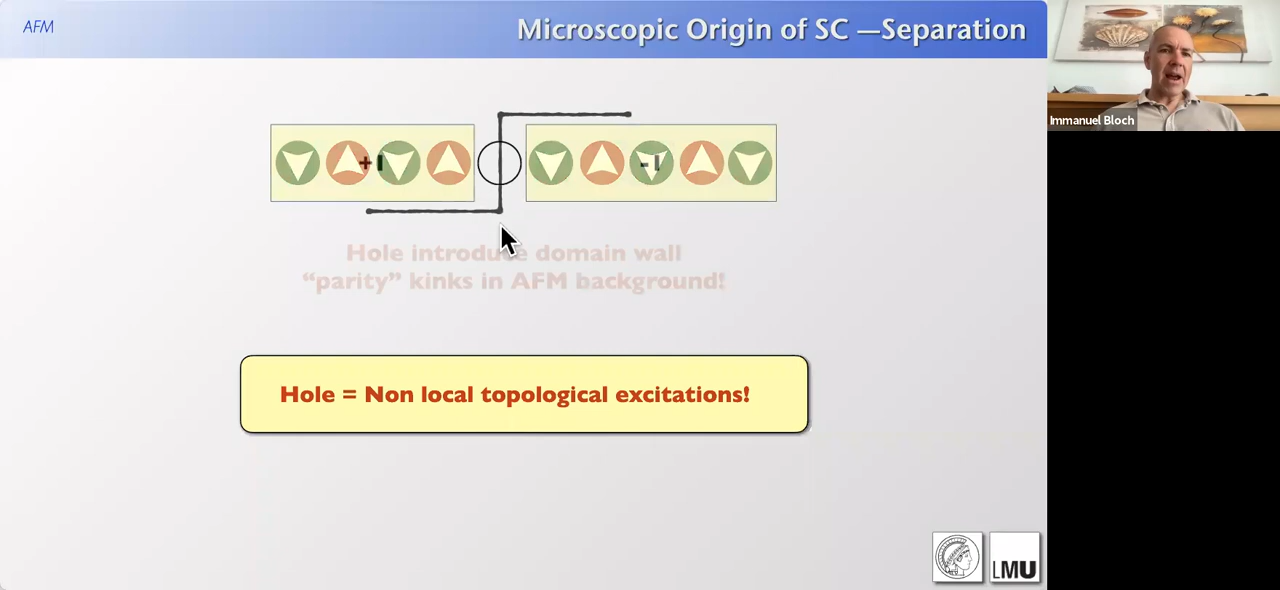 AFM
Microscopic Origin of SC —Separation
Immanuel Bloch
+1
-1
Hole introduce domain wall
“parity” kinks in AFM background!
Hole = Non local topological excitations!
LMU